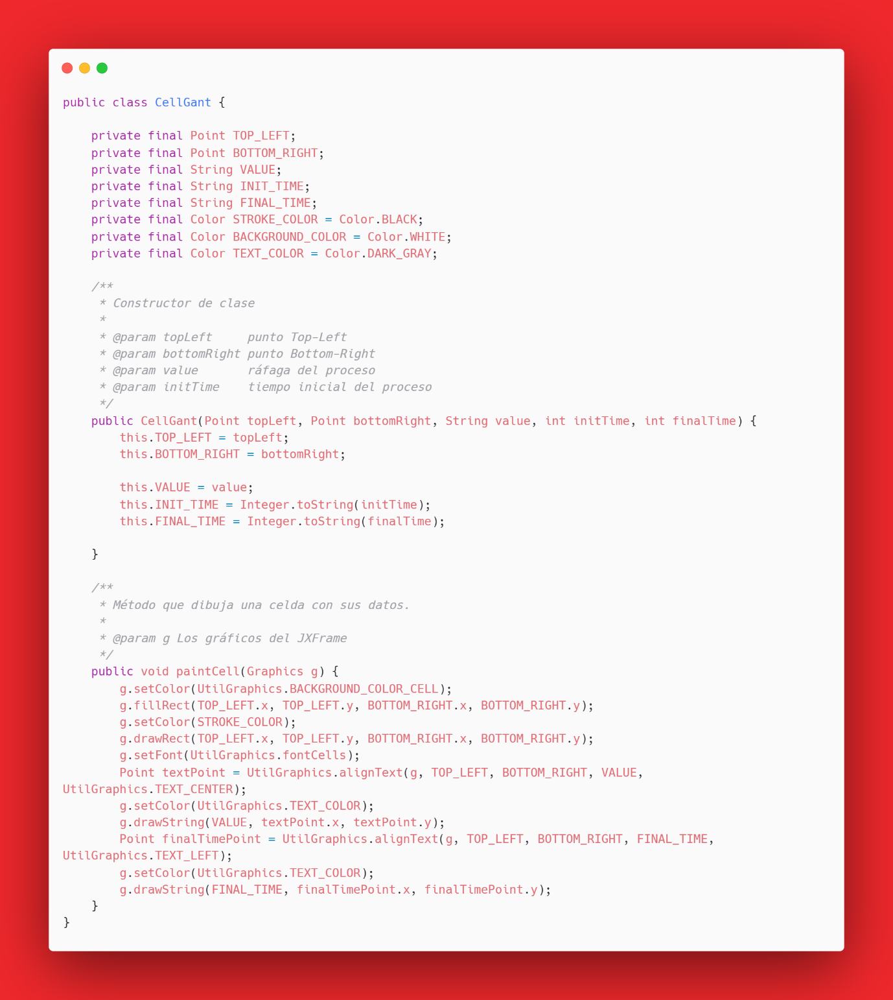 public class CellGant {

    private final Point TOP_LEFT;
    private final Point BOTTOM_RIGHT;
    private final String VALUE;
    private final String INIT_TIME;
    private final String FINAL_TIME;
    private final Color STROKE_COLOR = Color.BLACK;
    private final Color BACKGROUND_COLOR = Color.WHITE;
    private final Color TEXT_COLOR = Color.DARK_GRAY;

    /**
     * Constructor de clase
     *
     * @param topLeft     punto Top-Left
     * @param bottomRight punto Bottom-Right
     * @param value       ráfaga del proceso
     * @param initTime    tiempo inicial del proceso
     */
    public CellGant(Point topLeft, Point bottomRight, String value, int initTime, int finalTime) {
        this.TOP_LEFT = topLeft;
        this.BOTTOM_RIGHT = bottomRight;

        this.VALUE = value;
        this.INIT_TIME = Integer.toString(initTime);
        this.FINAL_TIME = Integer.toString(finalTime);

    }

    /**
     * Método que dibuja una celda con sus datos.
     *
     * @param g Los gráficos del JXFrame
     */
    public void paintCell(Graphics g) {
        g.setColor(UtilGraphics.BACKGROUND_COLOR_CELL);
        g.fillRect(TOP_LEFT.x, TOP_LEFT.y, BOTTOM_RIGHT.x, BOTTOM_RIGHT.y);
        g.setColor(STROKE_COLOR);
        g.drawRect(TOP_LEFT.x, TOP_LEFT.y, BOTTOM_RIGHT.x, BOTTOM_RIGHT.y);
        g.setFont(UtilGraphics.fontCells);
        Point textPoint = UtilGraphics.alignText(g, TOP_LEFT, BOTTOM_RIGHT, VALUE,
UtilGraphics.TEXT_CENTER);
        g.setColor(UtilGraphics.TEXT_COLOR);
        g.drawString(VALUE, textPoint.x, textPoint.y);
        Point finalTimePoint = UtilGraphics.alignText(g, TOP_LEFT, BOTTOM_RIGHT, FINAL_TIME,
UtilGraphics.TEXT_LEFT);
        g.setColor(UtilGraphics.TEXT_COLOR);
        g.drawString(FINAL_TIME, finalTimePoint.x, finalTimePoint.y);
    }
}